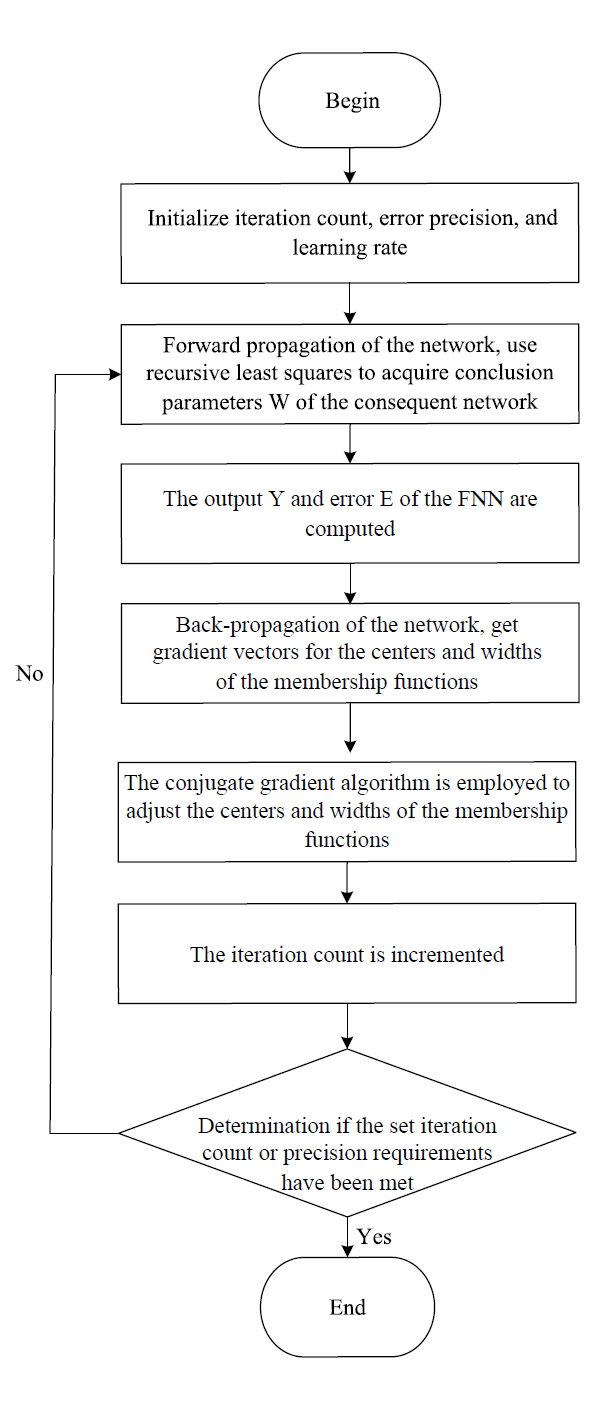 Begin
Initialize iteration count, error precision, and
learning rate
Forward propagation of the network, use
recursive least squares to acquire conclusion
parameters W of the consequent network
The output Y and error E of the FNN are
computed
Back-propagation of the network, get
gradient vectors for the centers and widths
of the membership functions
No
The conjugate gradient algorithm is employed to
adjust the centers and widths of the membership
functions
The iteration count is incremented
Determination if the set iteration
count or precision requirements
have been met
Yes
End